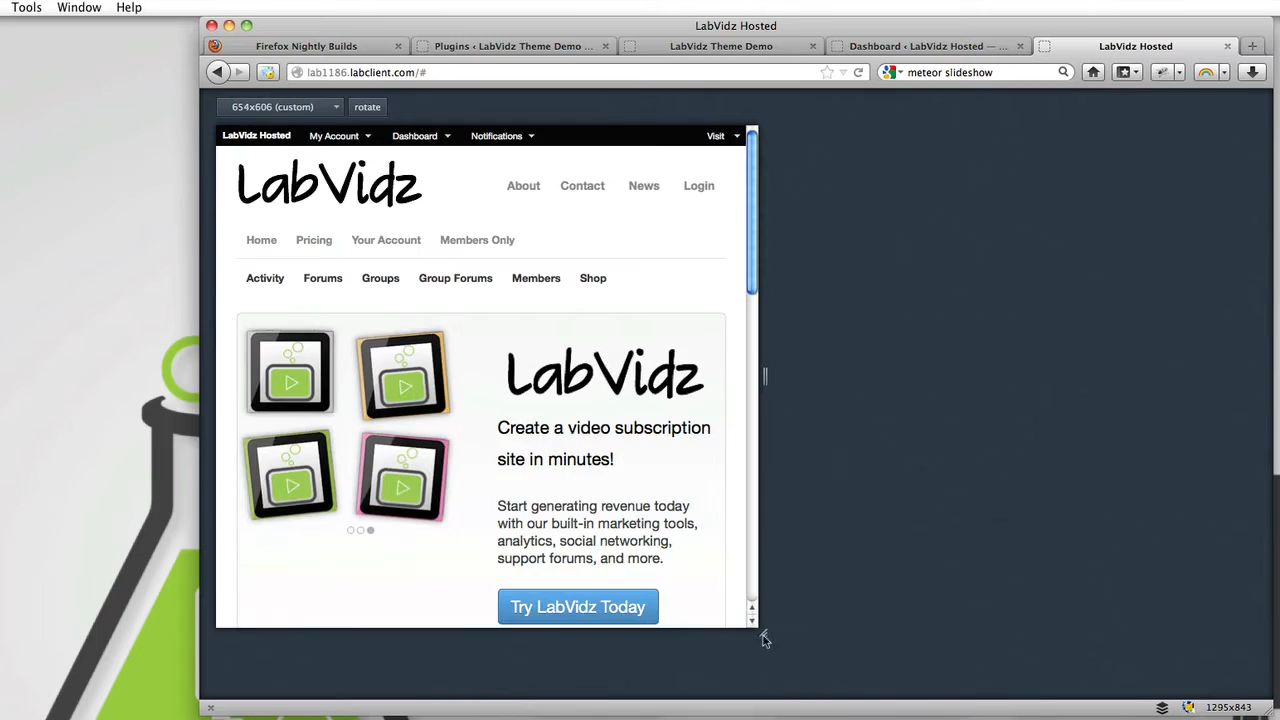 Tools Window Help
LabVidz Hosted
Firefox Nightly Builds Plugins ‹ LabVidz Theme Demo ... LabVidz Theme Demo Dashboard ‹ LabVidz Hosted — ... LabVidz Hosted
lab1186.labclient.com/# meteor slideshow
654x606 (custom) rotate
LabVidz Hosted My Account Dashboard Notifications Visit
LabVidz
About Contact News Login
Home Pricing Your Account Members Only
Activity Forums Groups Group Forums Members Shop
LabVidz
Create a video subscription
site in minutes!
Start generating revenue today
with our built-in marketing tools,
analytics, social networking,
support forums, and more.
Try LabVidz Today
1295x843